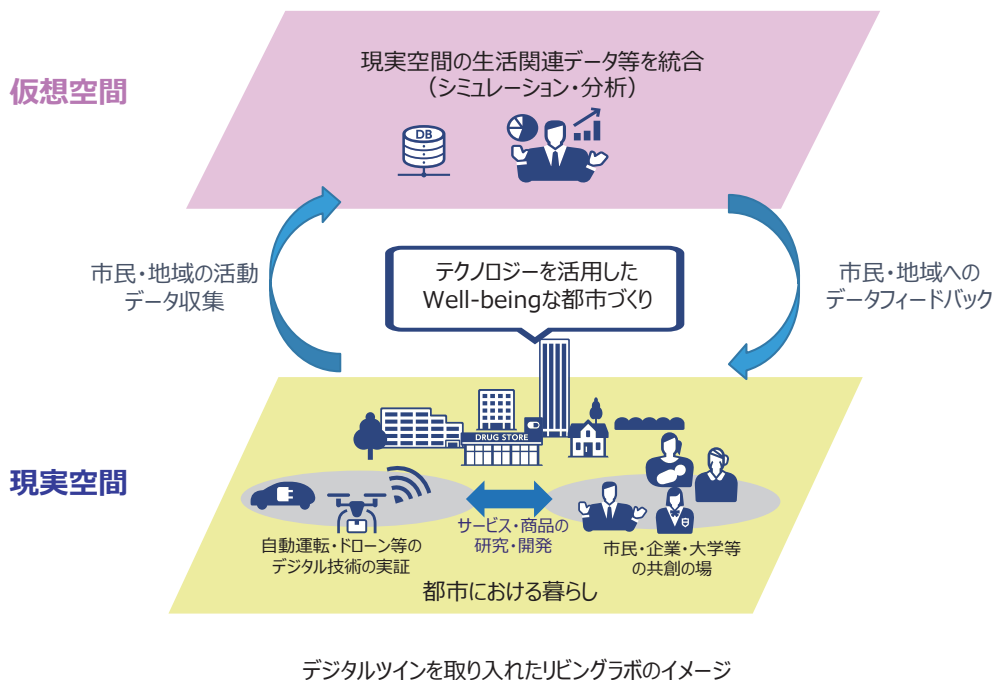 現実空間の生活関連データ等を統合
（シミュレーション・分析）
仮想空間
DB
市民・地域の活動
データ収集
テクノロジーを活用した
Well-beingな都市づくり
市民・地域への
データフィードバック
DRUG STORE
現実空間
サービス・商品の
研究・開発
自動運転・ドローン等の
デジタル技術の実証
市民・企業・大学等
の共創の場
都市における暮らし
デジタルツインを取り入れたリビングラボのイメージ